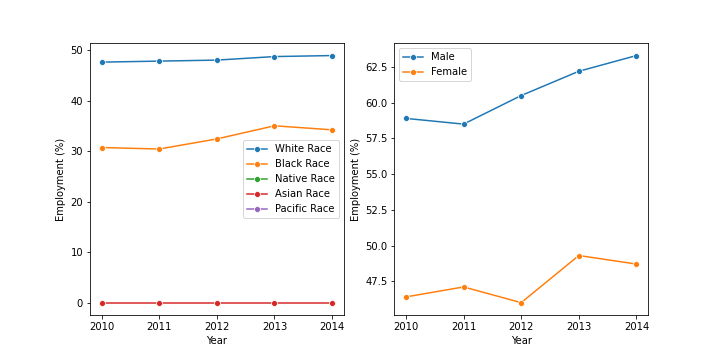 50
40
30
20
10
0
Employment (%)
2010 2011 2012 2013 2014
Year
White Race
Black Race
Native Race
Asian Race
Pacific Race
62.5
60.0
57.5
55.0
52.5
50.0
47.5
Employment (%)
2010 2011 2012 2013 2014
Year
Male
Female